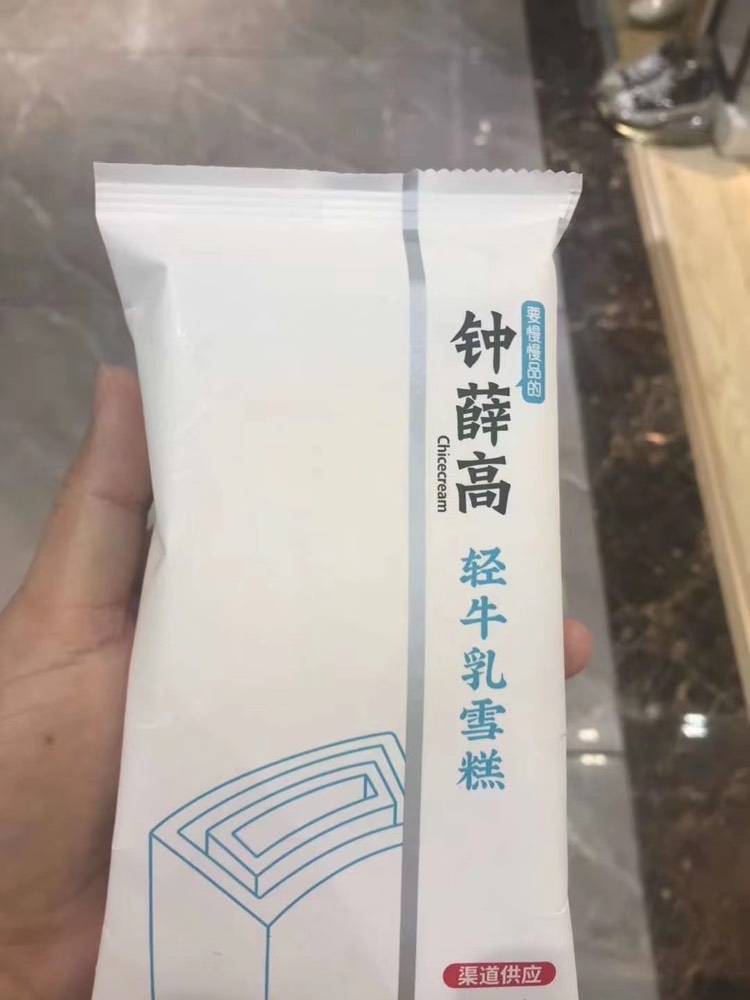 要慢慢品的
钟薛高
Chicecream
轻牛乳雪糕
渠道供应